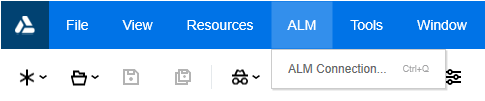 File View Resources ALM Tools Window
ALM Connection... Ctrl+Q